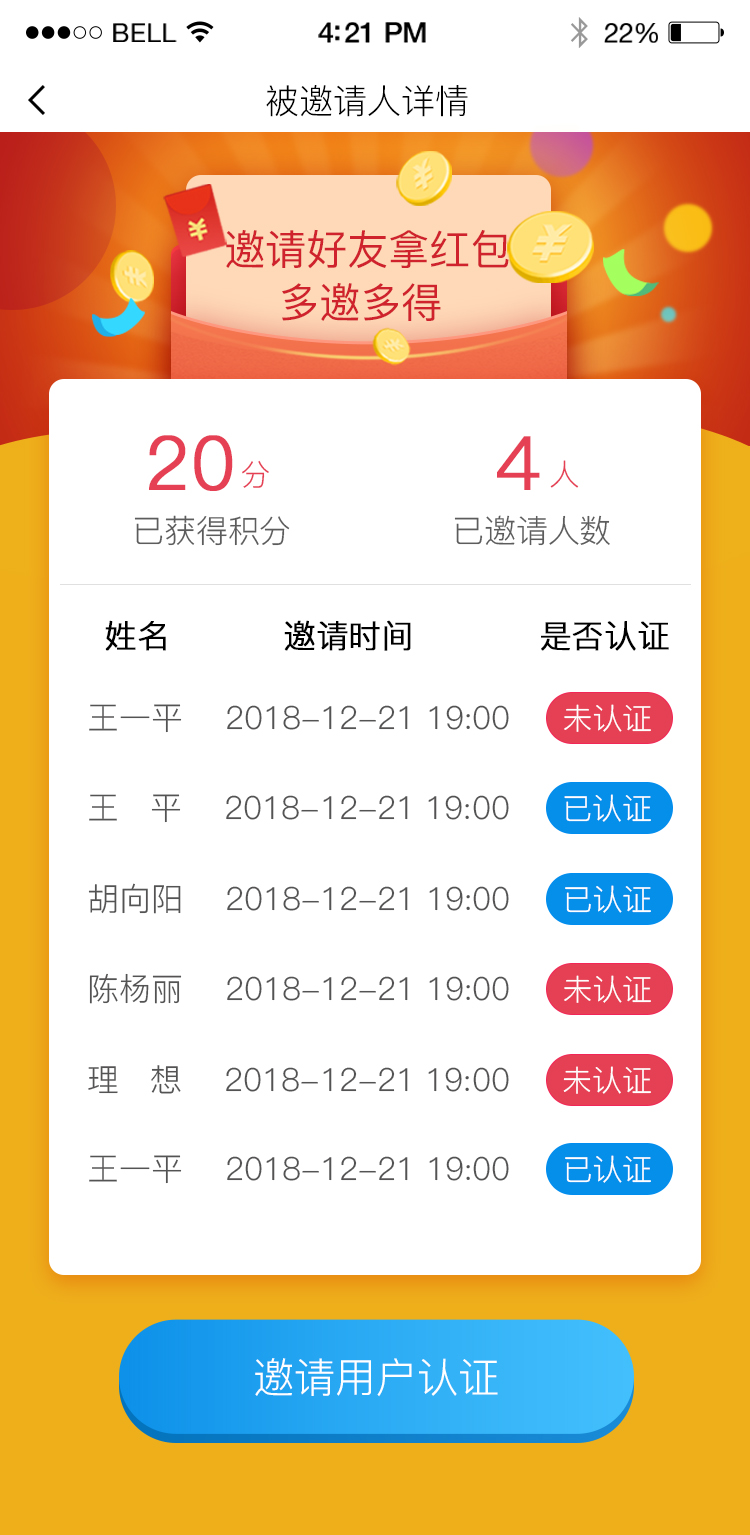 BELL 4:21 PM 22%
被邀请人详情
邀请好友拿红包
多邀多得
20分 4人
已获得积分 已邀请人数
姓名 邀请时间 是否认证
王一平 2018-12-21 19:00 未认证
王 平 2018-12-21 19:00 已认证
胡向阳 2018-12-21 19:00 已认证
陈杨丽 2018-12-21 19:00 未认证
理 想 2018-12-21 19:00 未认证
王一平 2018-12-21 19:00 已认证
邀请用户认证